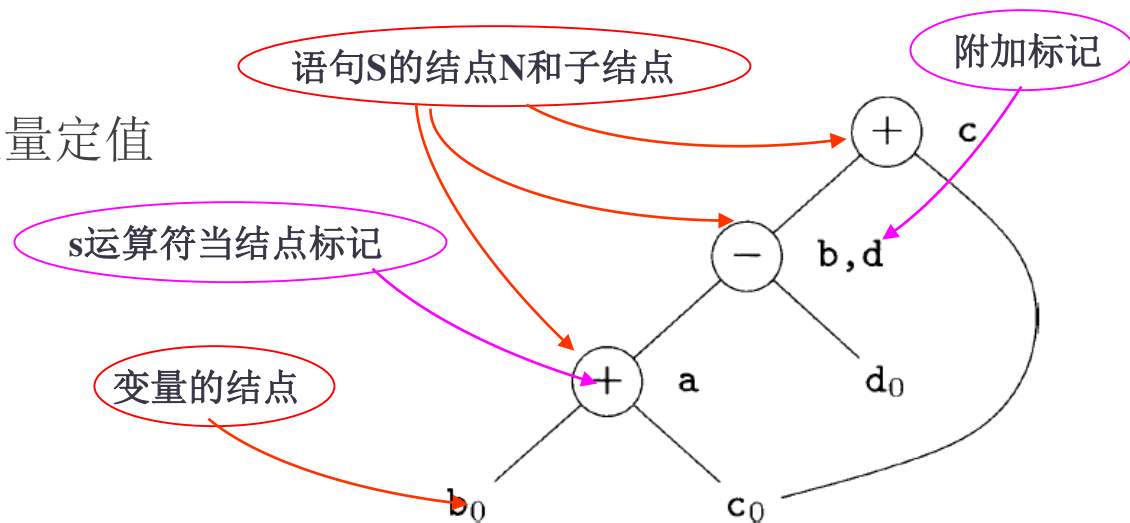 语句S的结点N和子结点
附加标记
量定值
+ c
s运算符当结点标记
− b,d
变量的结点
+ a
d₀
b₀
c₀